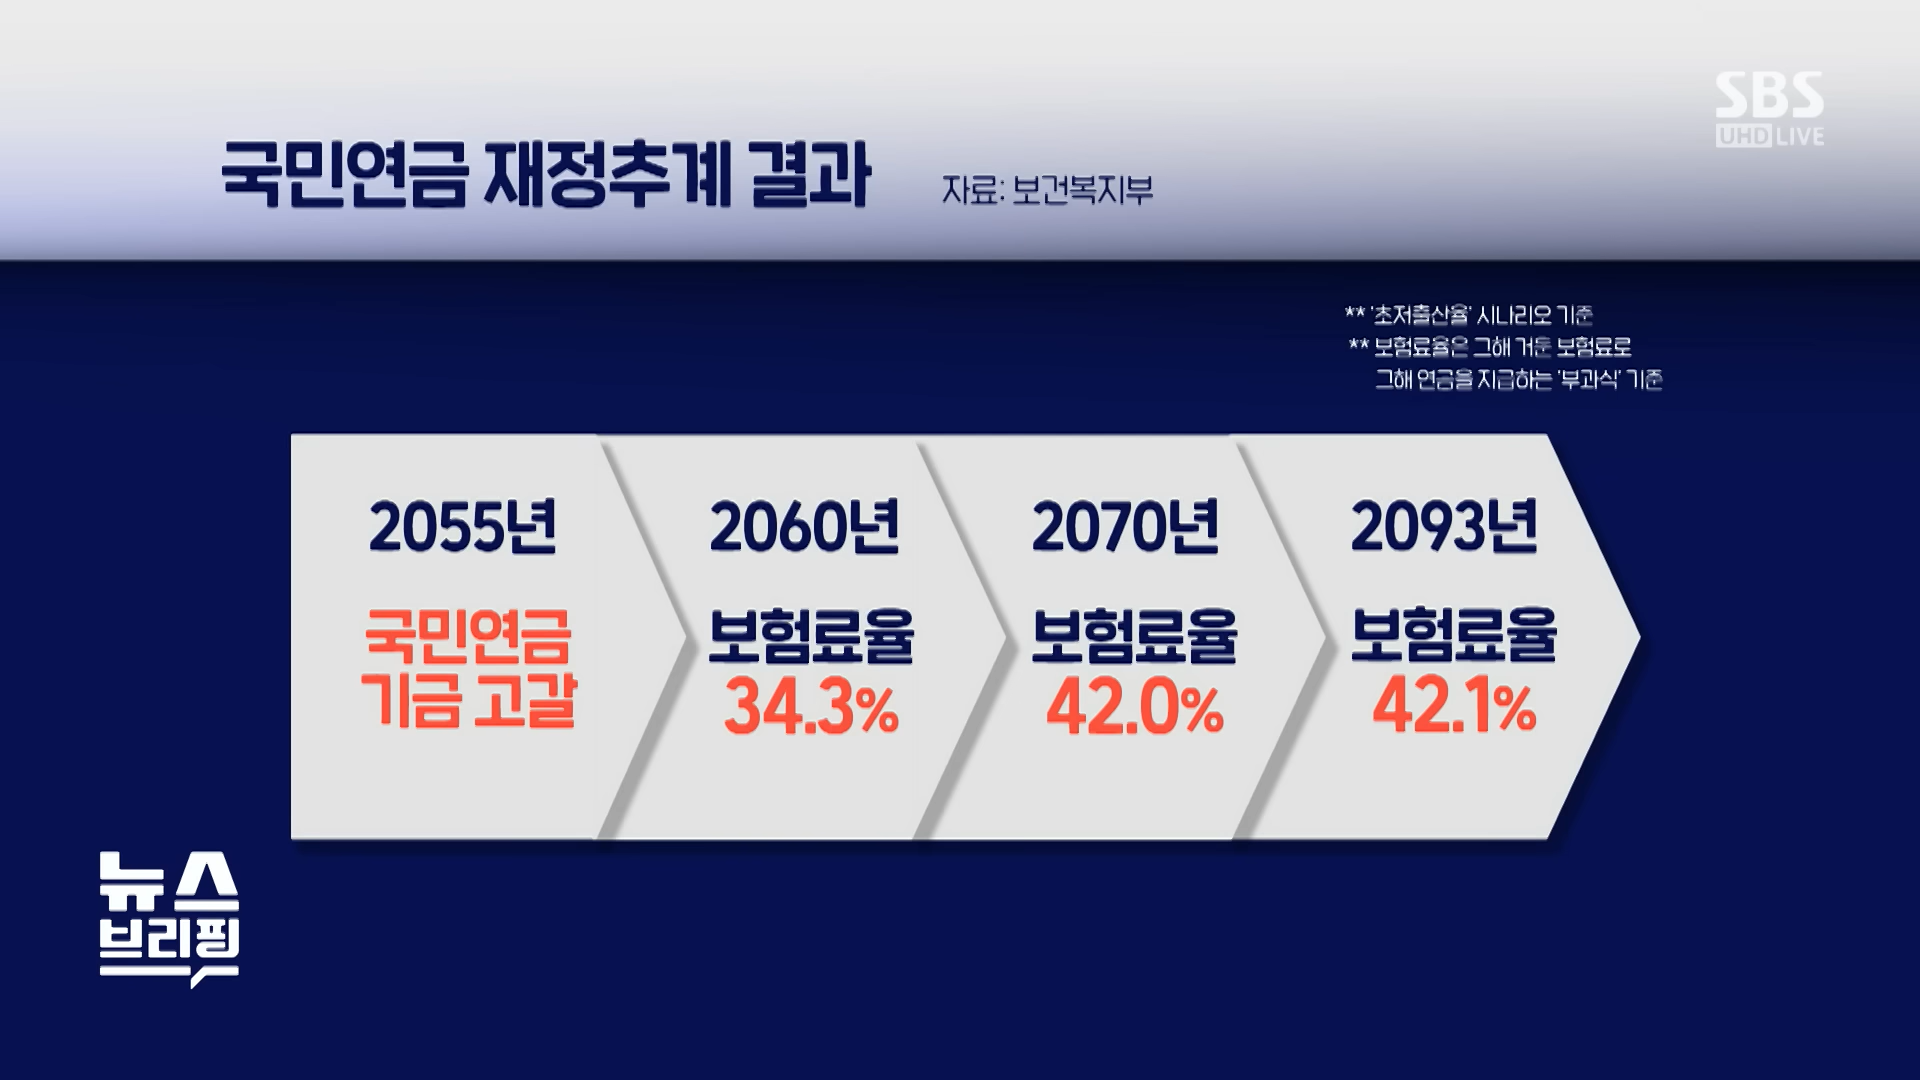 SBS
UHD LIVE
국민연금 재정추계 결과
자료: 보건복지부
** '초저출산율' 시나리오 기준
** 보험료율은 그해 거둔 보험료로
그해 연금을 지급하는 '부과식' 기준
2055년
국민연금
기금 고갈
2060년
보험료율
34.3%
2070년
보험료율
42.0%
2093년
보험료율
42.1%
뉴스
브리핑